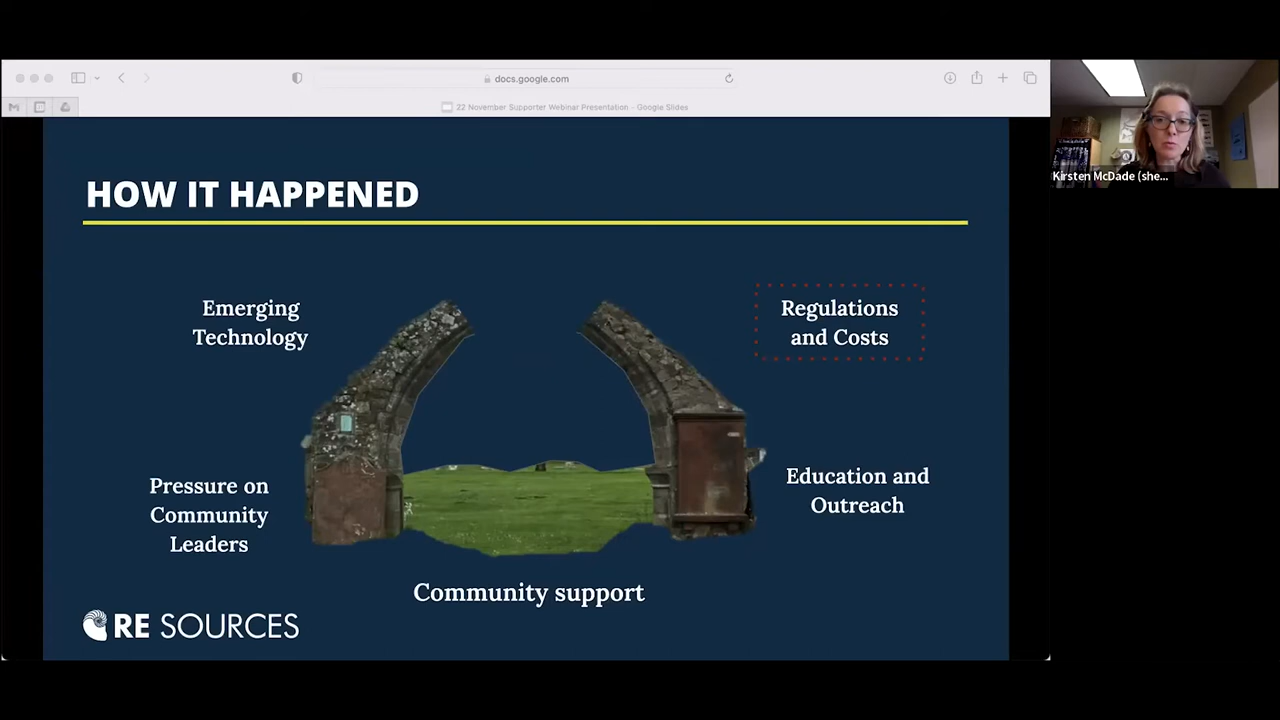 docs.google.com
22 November Supporter Webinar Presentation - Google Slides
Kirsten McDade (she...
HOW IT HAPPENED
Emerging
Technology
Regulations
and Costs
Pressure on
Community
Leaders
Education and
Outreach
Community support
RE SOURCES